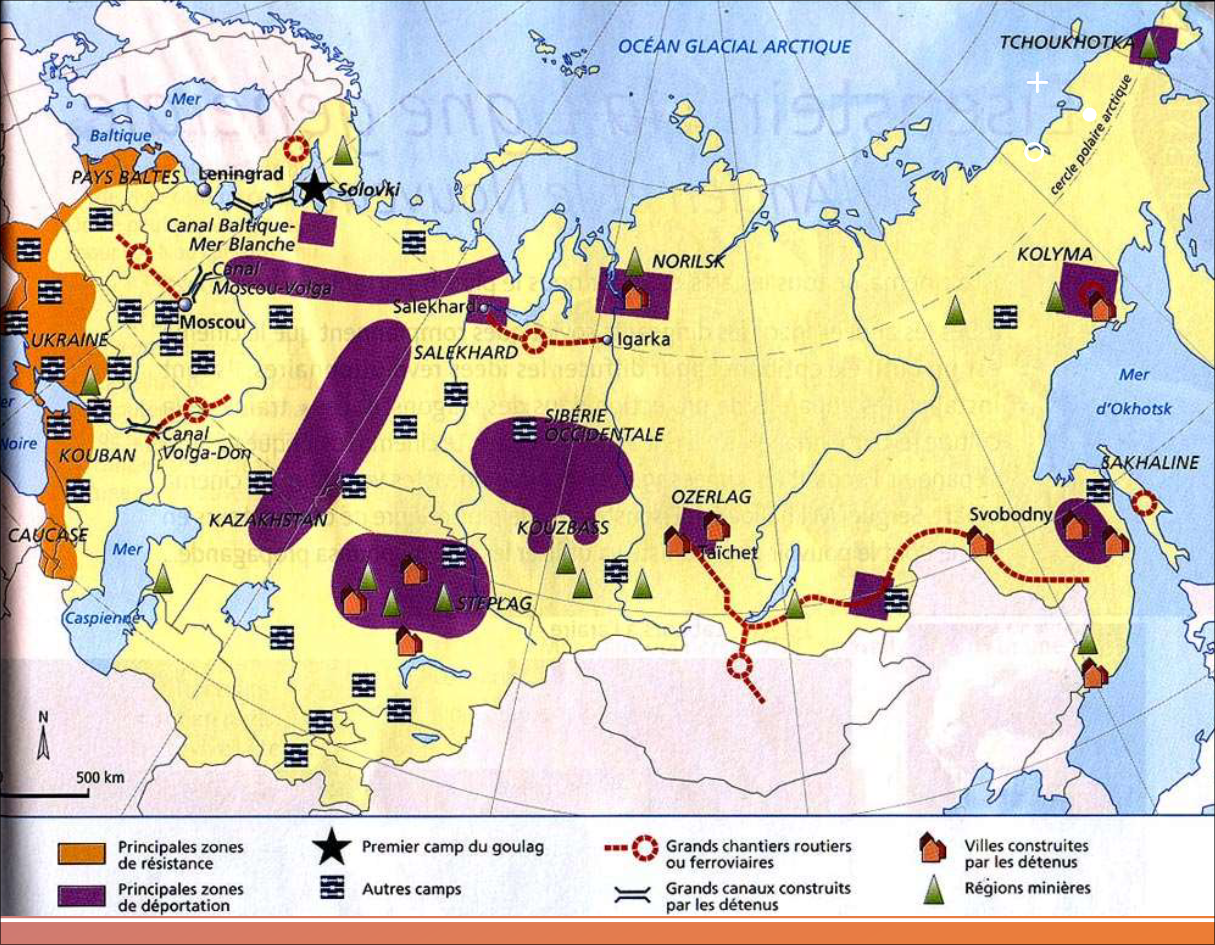 OCÉAN GLACIAL ARCTIQUE
TCHOUKHOTKA
cercle polaire arctique
Mer
Baltique
PAYS BALTES
Leningrad
Solovki
Canal Baltique-
Mer Blanche
Canal
Moscou-Volga
Moscou
NORILSK
KOLYMA
Salekhard
SALEKHARD
Igarka
UKRAINE
Mer
d'Okhotsk
Noire
KOUBAN
Canal
Volga-Don
SIBÉRIE
OCCIDENTALE
SAKHALINE
OZERLAG
Svobodny
CAUCASE
KAZAKHSTAN
KOUZBASS
Taïchet
Mer
Caspienne
STEPLAG
N
500 km
Principales zones
de résistance
Principales zones
de déportation
Premier camp du goulag
Autres camps
Grands chantiers routiers
ou ferroviaires
Grands canaux construits
par les détenus
Villes construites
par les détenus
Régions minières